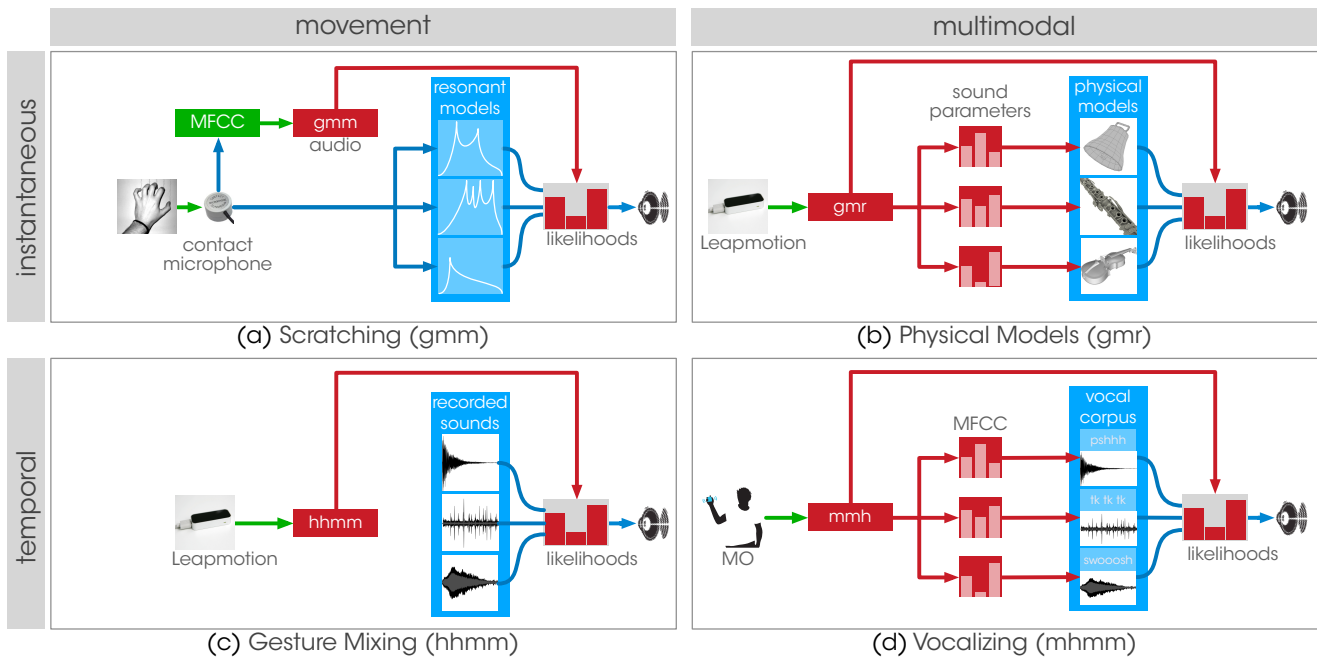 movement
multimodal
instantaneous
temporal
resonant
models
MFCC
gmm
audio
contact
microphone
likelihoods
(a) Scratching (gmm)
sound
parameters
physical
models
Leapmotion
gmr
likelihoods
(b) Physical Models (gmr)
recorded
sounds
Leapmotion
hhmm
likelihoods
(c) Gesture Mixing (hhmm)
MFCC
vocal
corpus
pshhh
tk tk tk
swooosh
MO
mmh
likelihoods
(d) Vocalizing (mhmm)